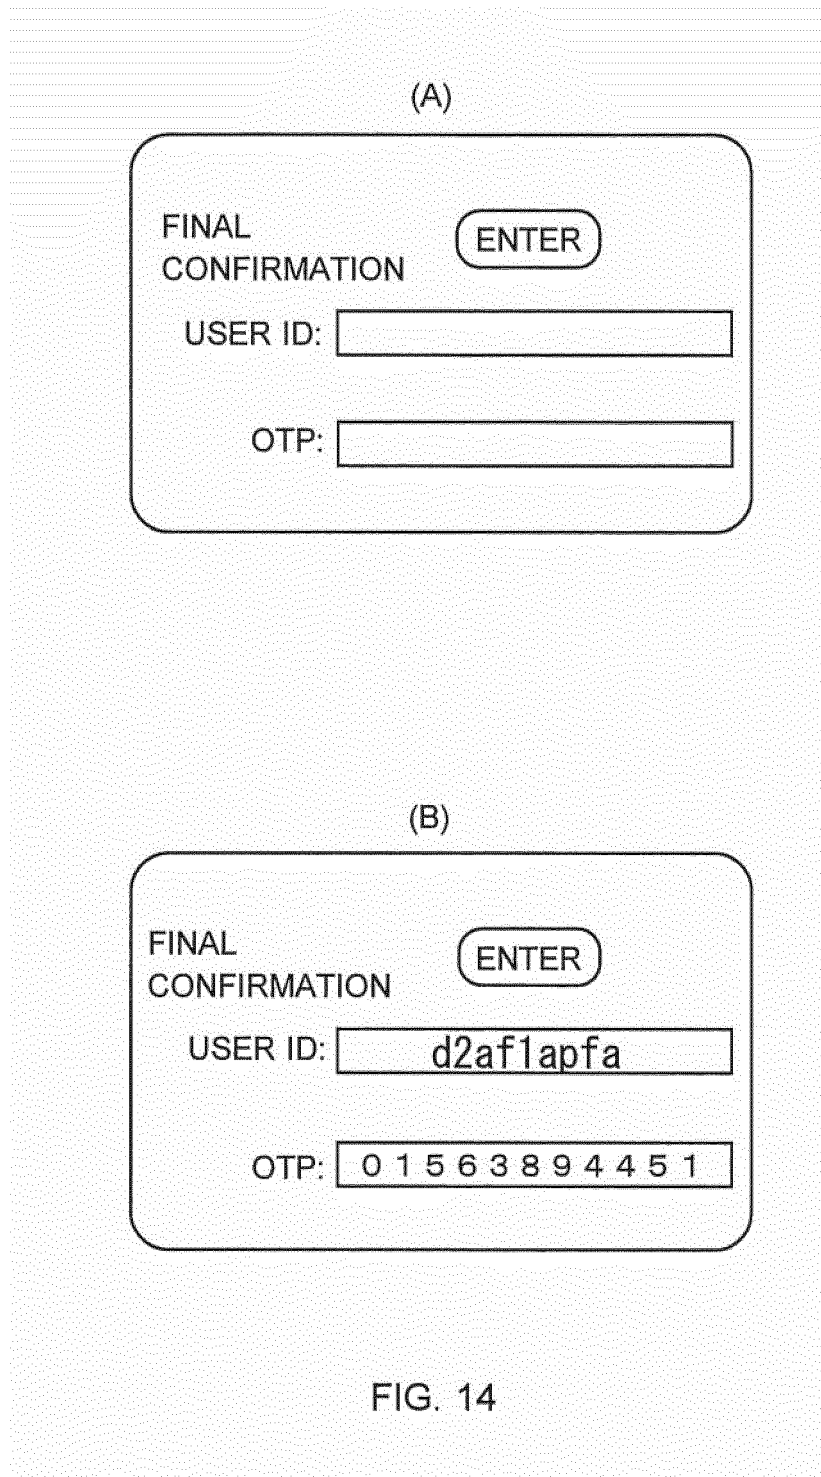 (A)
FINAL
CONFIRMATION
ENTER
USER ID:
OTP:
(B)
FINAL
CONFIRMATION
ENTER
USER ID: d2af1apfa
OTP: 0 1 5 6 3 8 9 4 4 5 1
FIG. 14